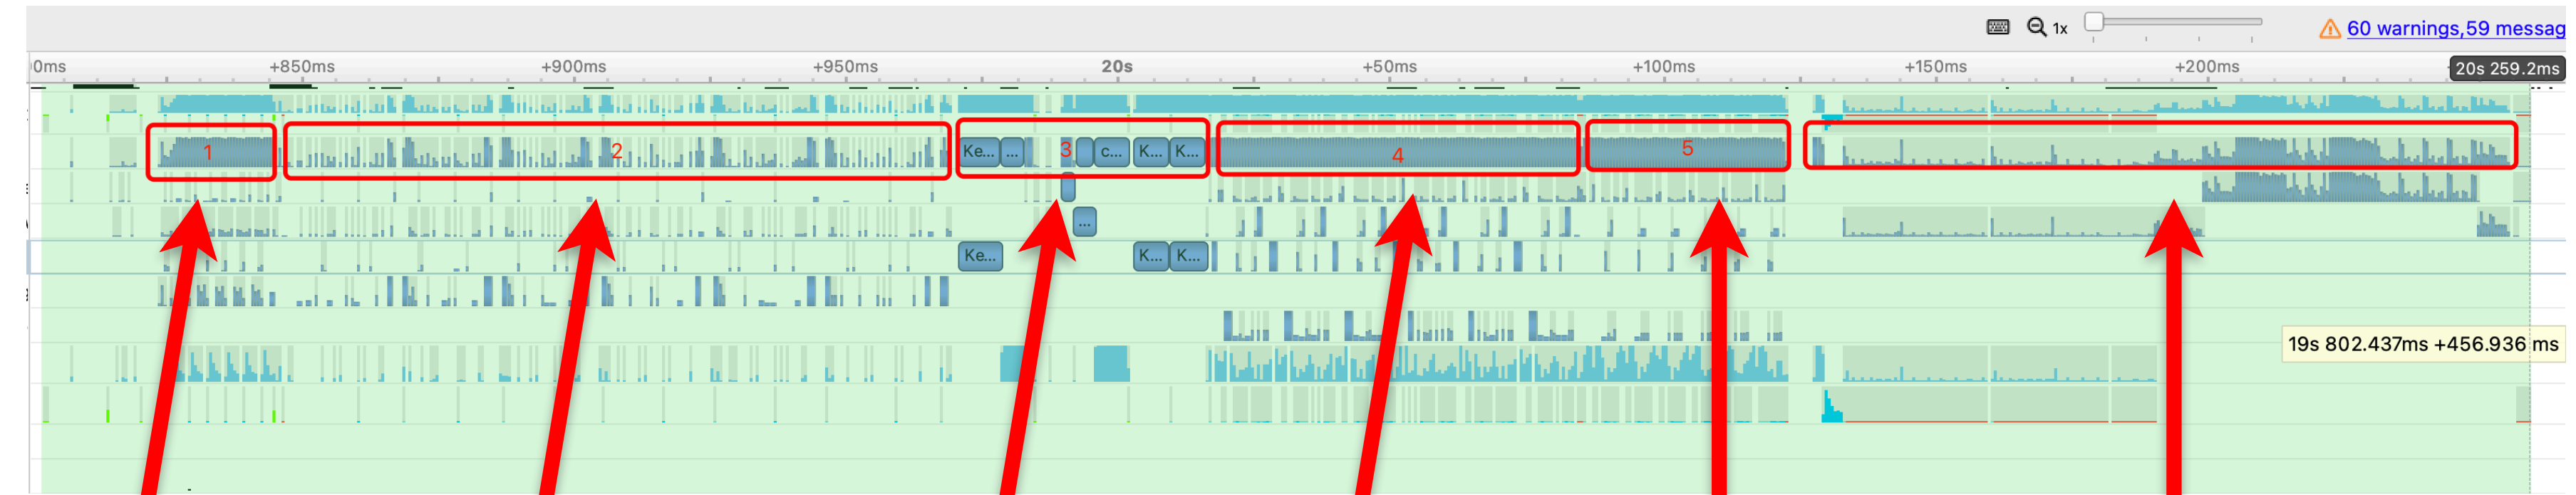 1x
60 warnings,59 messag
0ms +850ms +900ms +950ms 20s +50ms +100ms +150ms +200ms
20s 259.2ms
1 2 Ke... ... 3 c... K... K... 4 5
...
Ke... K... K...
19s 802.437ms +456.936 ms